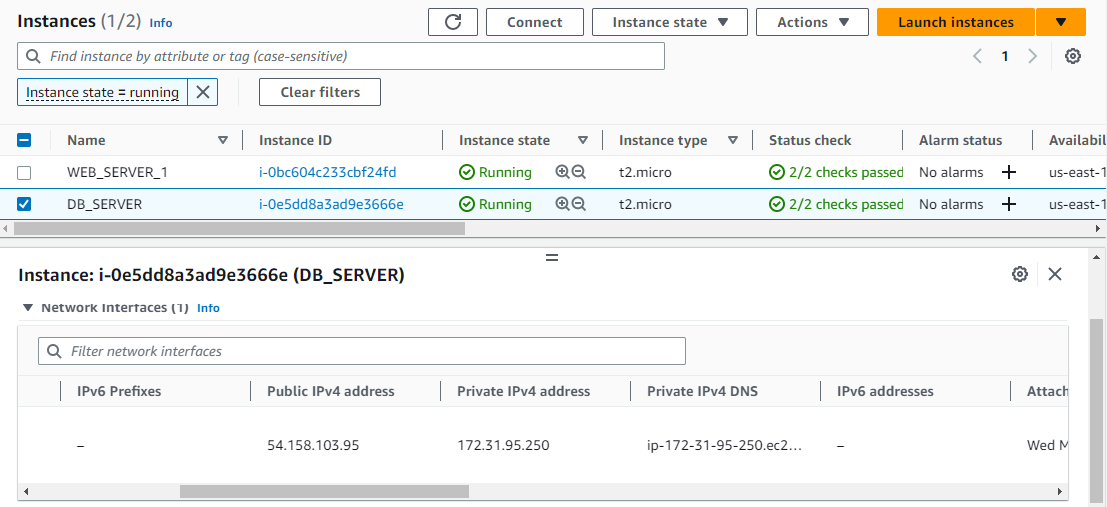 Instances (1/2) Info
Connect
Instance state
Actions
Launch instances
Find instance by attribute or tag (case-sensitive)
1
Instance state = running
Clear filters
Name Instance ID Instance state Instance type Status check Alarm status Availabil
WEB_SERVER_1 i-0bc604c233cbf24fd Running t2.micro 2/2 checks passed No alarms us-east-1
DB_SERVER i-0e5dd8a3ad9e3666e Running t2.micro 2/2 checks passed No alarms us-east-1
Instance: i-0e5dd8a3ad9e3666e (DB_SERVER)
Network Interfaces (1) Info
Filter network interfaces
IPv6 Prefixes Public IPv4 address Private IPv4 address Private IPv4 DNS IPv6 addresses Attach
– 54.158.103.95 172.31.95.250 ip-172-31-95-250.ec2... – Wed M